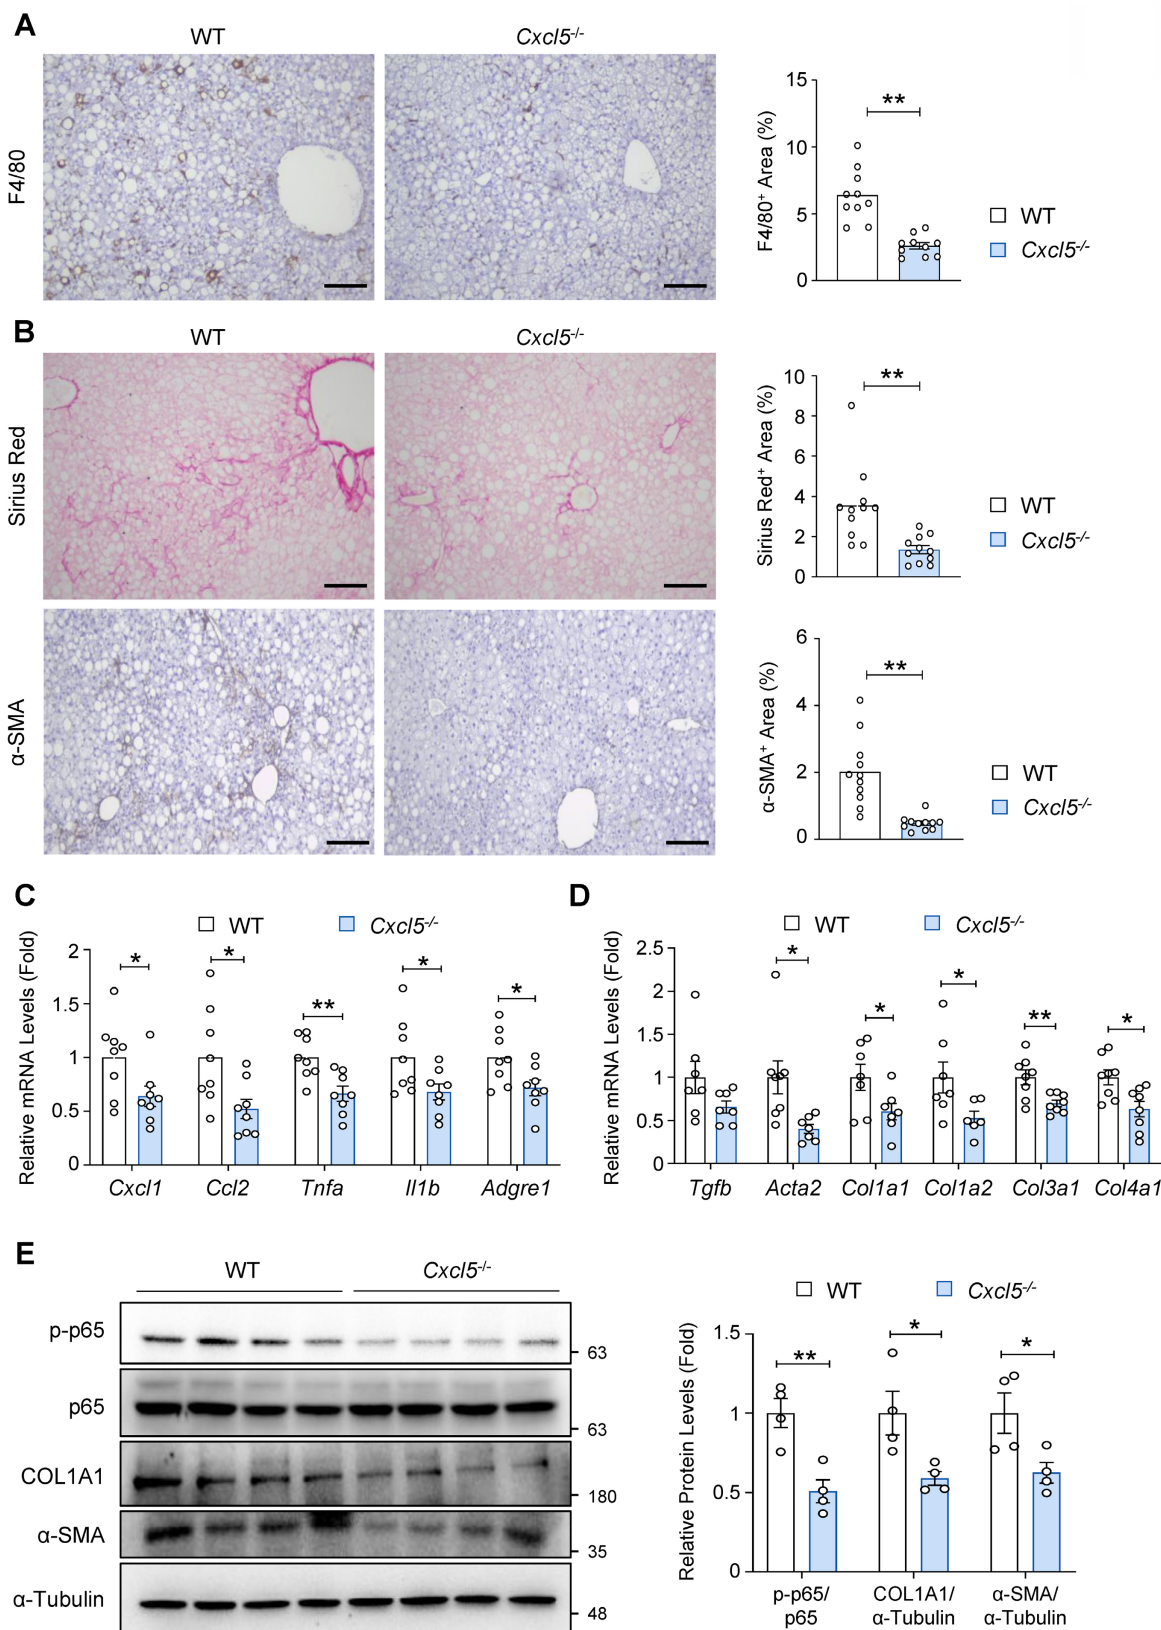 A
WT
Cxcl5-/-
F4/80
15
10
5
0
F4/80+ Area (%)
**
WT
Cxcl5-/-
B
WT
Cxcl5-/-
Sirius Red
10
8
6
4
2
0
Sirius Red+ Area (%)
**
WT
Cxcl5-/-
α-SMA
6
4
2
0
α-SMA+ Area (%)
**
WT
Cxcl5-/-
C
WT
Cxcl5-/-
Relative mRNA Levels (Fold)
2
1.5
1
0.5
0
*
*
**
*
*
Cxcl1
Ccl2
Tnfa
Il1b
Adgre1
D
WT
Cxcl5-/-
Relative mRNA Levels (Fold)
2.5
2
1.5
1
0.5
0
*
*
*
**
*
Tgfb
Acta2
Col1a1
Col1a2
Col3a1
Col4a1
E
WT
Cxcl5-/-
p-p65
63
p65
63
COL1A1
180
α-SMA
35
α-Tubulin
48
WT
Cxcl5-/-
Relative Protein Levels (Fold)
1.5
1
0.5
0
**
*
*
p-p65/
p65
COL1A1/
α-Tubulin
α-SMA/
α-Tubulin